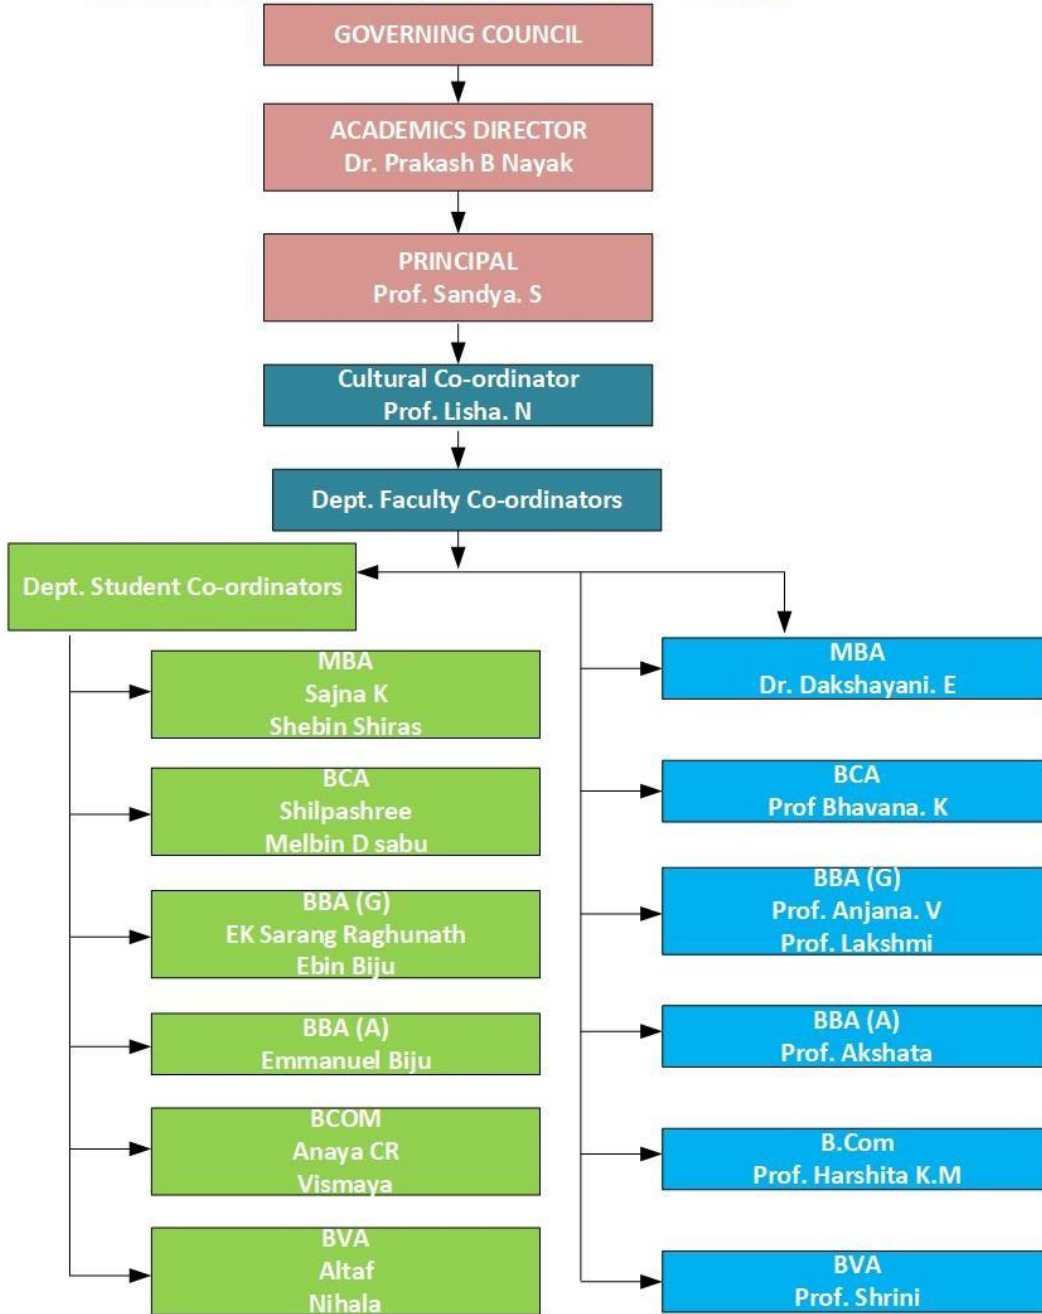 GOVERNING COUNCIL
ACADEMICS DIRECTOR
Dr. Prakash B Nayak
PRINCIPAL
Prof. Sandya. S
Cultural Co-ordinator
Prof. Lisha. N
Dept. Faculty Co-ordinators
Dept. Student Co-ordinators
MBA
Sajna K
Shebin Shiras
BCA
Shilpashree
Melbin D sabu
BBA (G)
EK Sarang Raghunath
Ebin Biju
BBA (A)
Emmanuel Biju
BCOM
Anaya CR
Vismaya
BVA
Altaf
Nihala
MBA
Dr. Dakshayani. E
BCA
Prof Bhavana. K
BBA (G)
Prof. Anjana. V
Prof. Lakshmi
BBA (A)
Prof. Akshata
B.Com
Prof. Harshita K.M
BVA
Prof. Shrini